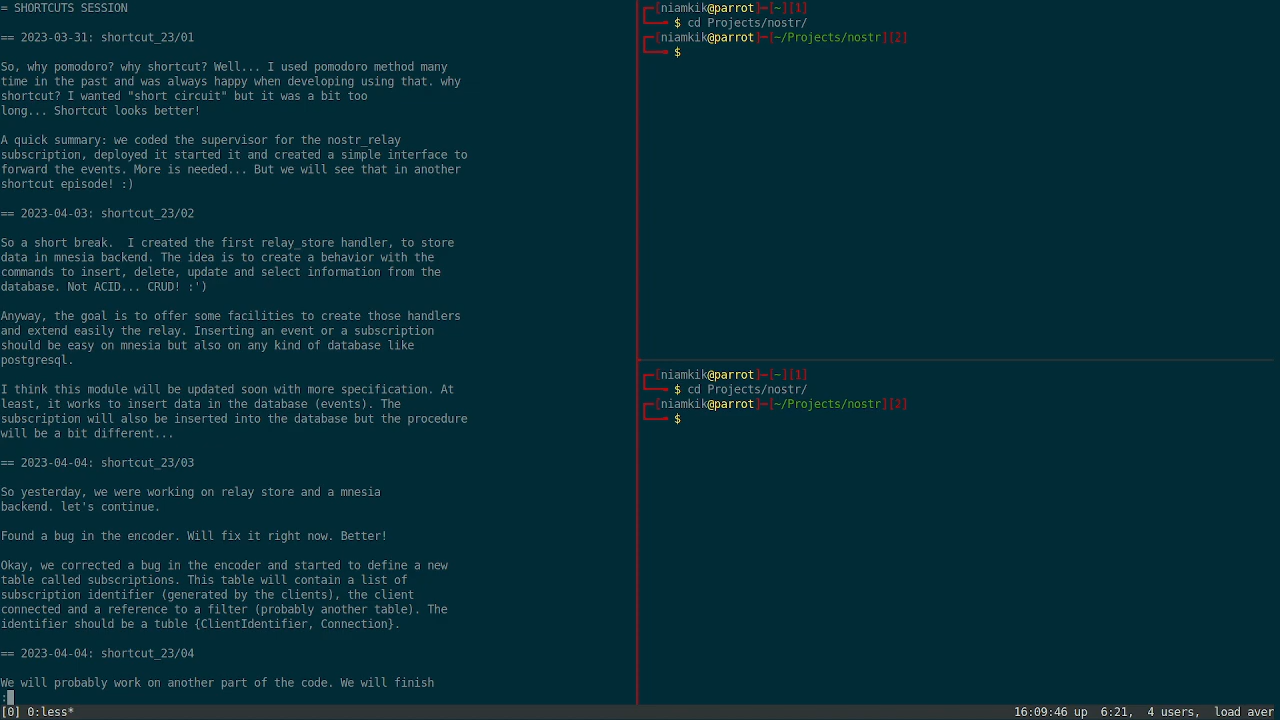 = SHORTCUTS SESSION
== 2023-03-31: shortcut_23/01
So, why pomodoro? why shortcut? Well... I used pomodoro method many
time in the past and was always happy when developing using that. why
shortcut? I wanted "short circuit" but it was a bit too
long... Shortcut looks better!
A quick summary: we coded the supervisor for the nostr_relay
subscription, deployed it started it and created a simple interface to
forward the events. More is needed... But we will see that in another
shortcut episode! :)
== 2023-04-03: shortcut_23/02
So a short break.  I created the first relay_store handler, to store
data in mnesia backend. The idea is to create a behavior with the
commands to insert, delete, update and select information from the
database. Not ACID... CRUD! :')
Anyway, the goal is to offer some facilities to create those handlers
and extend easily the relay. Inserting an event or a subscription
should be easy on mnesia but also on any kind of database like
postgresql.
I think this module will be updated soon with more specification. At
least, it works to insert data in the database (events). The
subscription will also be inserted into the database but the procedure
will be a bit different...
== 2023-04-04: shortcut_23/03
So yesterday, we were working on relay store and a mnesia
backend. let's continue.
Found a bug in the encoder. Will fix it right now. Better!
Okay, we corrected a bug in the encoder and started to define a new
table called subscriptions. This table will contain a list of
subscription identifier (generated by the clients), the client
connected and a reference to a filter (probably another table). The
identifier should be a tuble {ClientIdentifier, Connection}.
== 2023-04-04: shortcut_23/04
We will probably work on another part of the code. We will finish
:
[niamkik@parrot]─[~][1]
$ cd Projects/nostr/
[niamkik@parrot]─[~/Projects/nostr][2]
$
[niamkik@parrot]─[~][1]
$ cd Projects/nostr/
[niamkik@parrot]─[~/Projects/nostr][2]
$
[0] 0:less*
16:09:46 up  6:21,  4 users,  load aver